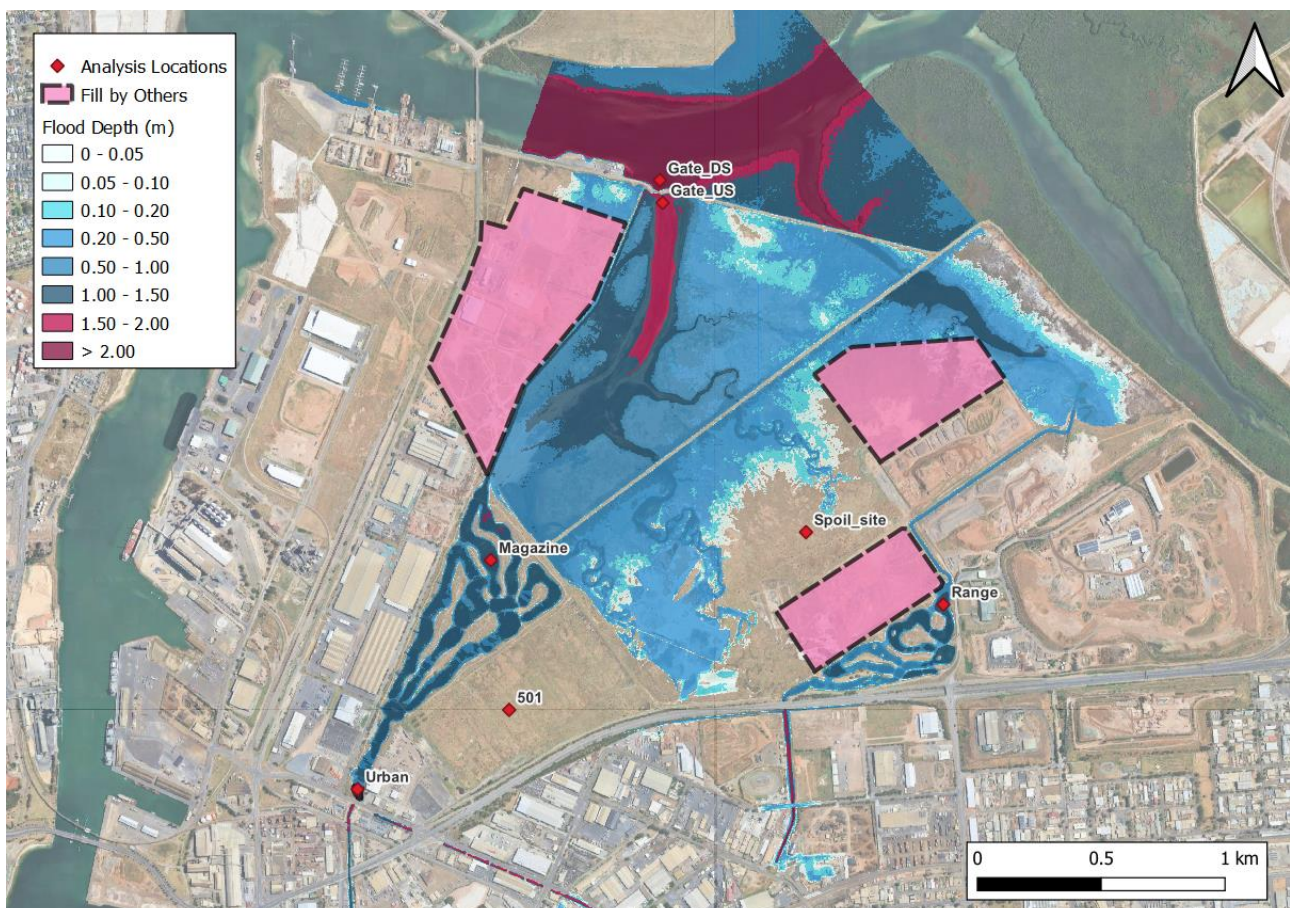 Analysis Locations
Fill by Others
Flood Depth (m)
0 - 0.05
0.05 - 0.10
0.10 - 0.20
0.20 - 0.50
0.50 - 1.00
1.00 - 1.50
1.50 - 2.00
> 2.00
Gate_DS
Gate_US
Spoil_site
Magazine
Range
501
Urban
0 0.5 1 km